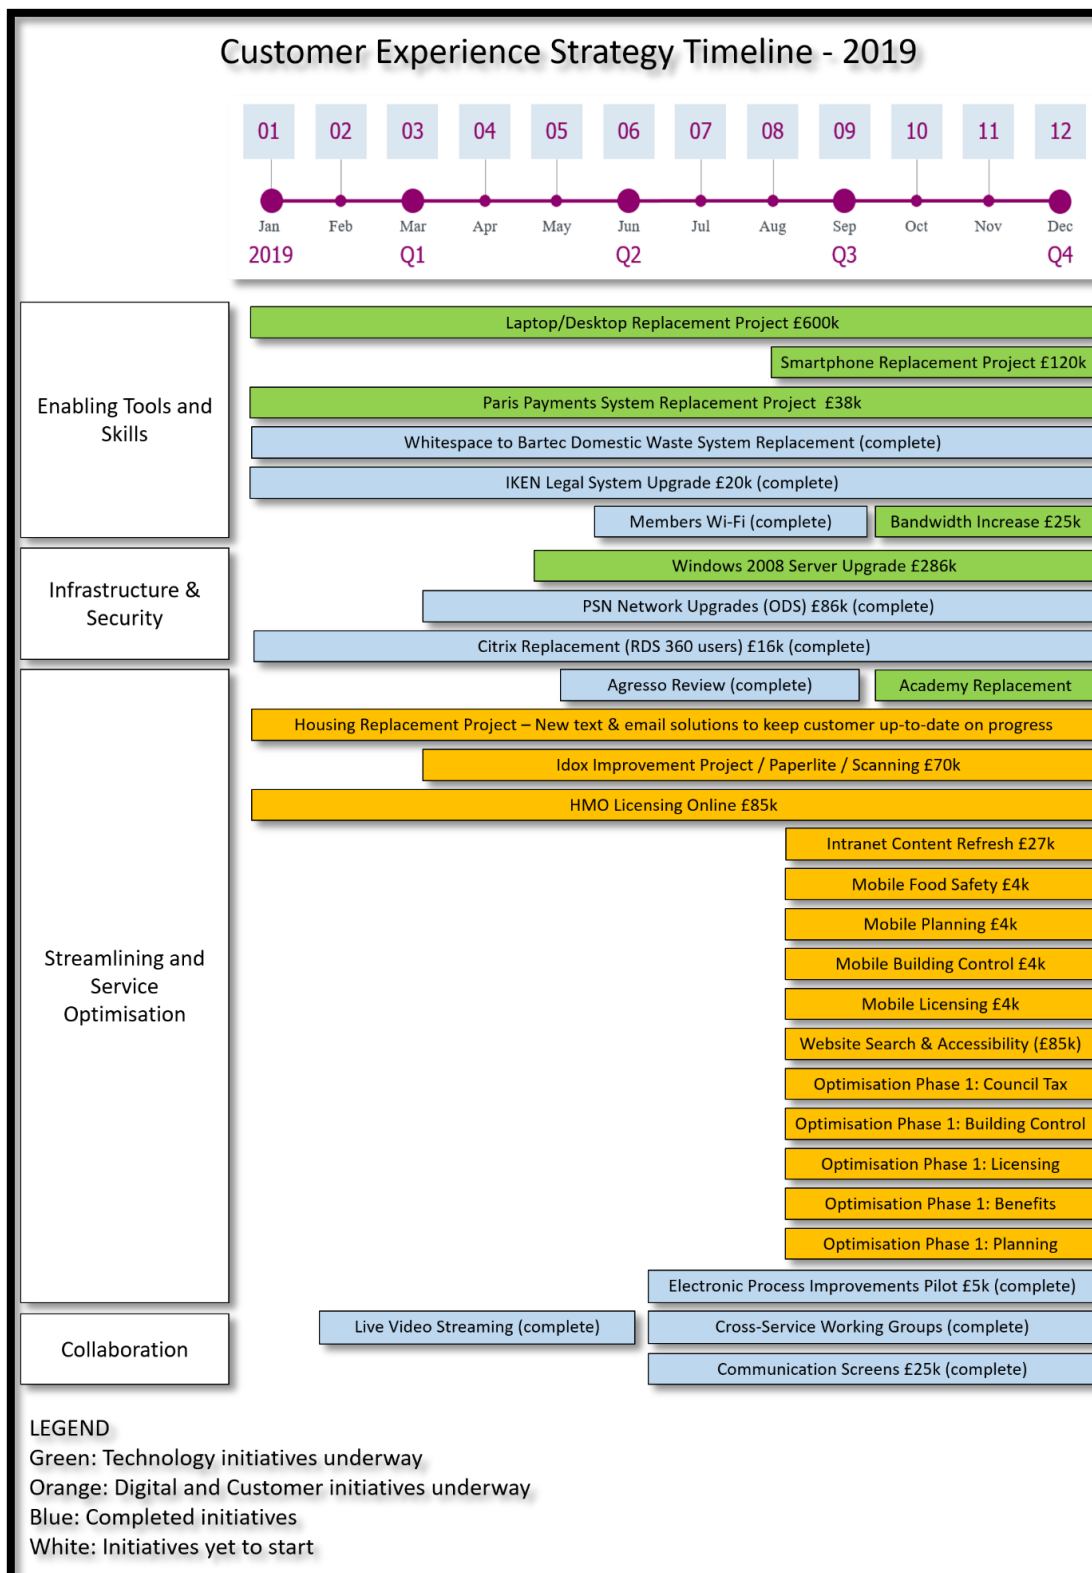 Customer Experience Strategy Timeline - 2019
01 02 03 04 05 06 07 08 09 10 11 12
Jan Feb Mar Apr May Jun Jul Aug Sep Oct Nov Dec
2019 Q1 Q2 Q3 Q4
Enabling Tools and
Skills
Laptop/Desktop Replacement Project £600k
Smartphone Replacement Project £120k
Paris Payments System Replacement Project £38k
Whitespace to Bartec Domestic Waste System Replacement (complete)
IKEN Legal System Upgrade £20k (complete)
Members Wi-Fi (complete) Bandwidth Increase £25k
Infrastructure &
Security
Windows 2008 Server Upgrade £286k
PSN Network Upgrades (ODS) £86k (complete)
Citrix Replacement (RDS 360 users) £16k (complete)
Streamlining and
Service
Optimisation
Agresso Review (complete) Academy Replacement
Housing Replacement Project – New text & email solutions to keep customer up-to-date on progress
Idox Improvement Project / Paperlite / Scanning £70k
HMO Licensing Online £85k
Intranet Content Refresh £27k
Mobile Food Safety £4k
Mobile Planning £4k
Mobile Building Control £4k
Mobile Licensing £4k
Website Search & Accessibility (£85k)
Optimisation Phase 1: Council Tax
Optimisation Phase 1: Building Control
Optimisation Phase 1: Licensing
Optimisation Phase 1: Benefits
Optimisation Phase 1: Planning
Electronic Process Improvements Pilot £5k (complete)
Collaboration
Live Video Streaming (complete) Cross-Service Working Groups (complete)
Communication Screens £25k (complete)
LEGEND
Green: Technology initiatives underway
Orange: Digital and Customer initiatives underway
Blue: Completed initiatives
White: Initiatives yet to start